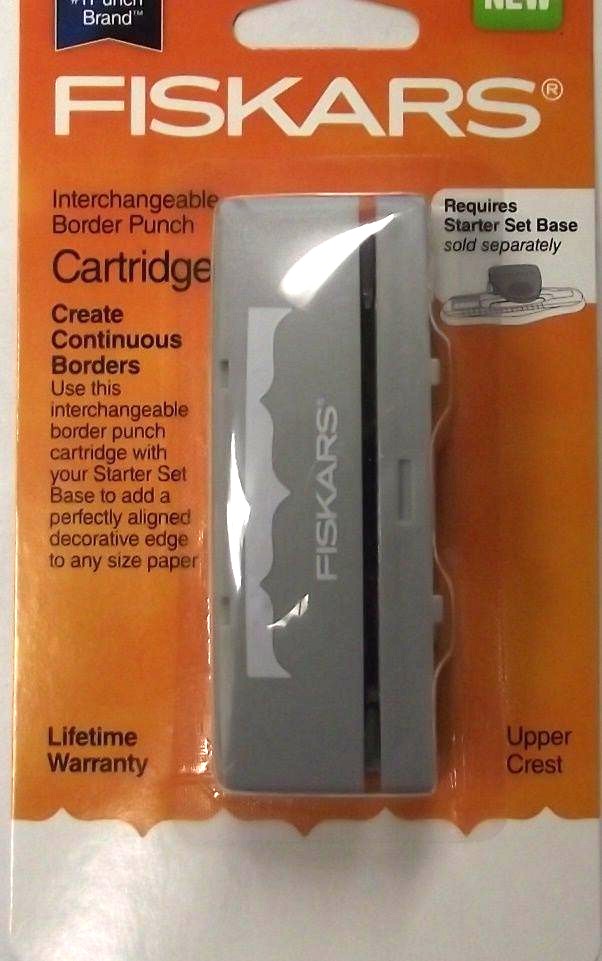 #1 Punch
Brand™
NEW
FISKARS®
Interchangeable
Border Punch
Cartridge
Create
Continuous
Borders
Use this
interchangeable
border punch
cartridge with
your Starter Set
Base to add a
perfectly aligned
decorative edge
to any size paper
Requires
Starter Set Base
sold separately
FISKARS®
Lifetime
Warranty
Upper
Crest